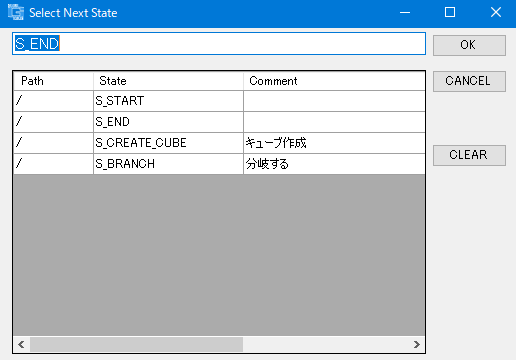 Select Next State
S_END
OK
Path State Comment
CANCEL
/ S_START
/ S_END
/ S_CREATE_CUBE キューブ作成
CLEAR
/ S_BRANCH 分岐する